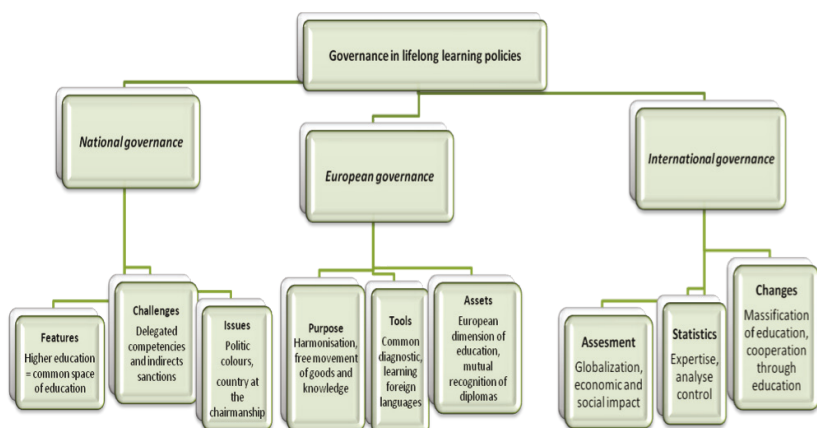 Governance in lifelong learning policies
National governance
European governance
International governance
Features
Higher education
= common space
of education
Challenges
Delegated
competencies
and indirects
sanctions
Issues
Politic
colours,
country at
the
chairmanship
Purpose
Harmonisation,
free movement
of goods and
knowledge
Tools
Common
diagnostic,
learning
foreign
languages
Assets
European
dimension of
education,
mutual
recognition of
diplomas
Assesment
Globalization,
economic and
social impact
Statistics
Expertise,
analyse
control
Changes
Massification
of education,
cooperation
through
education